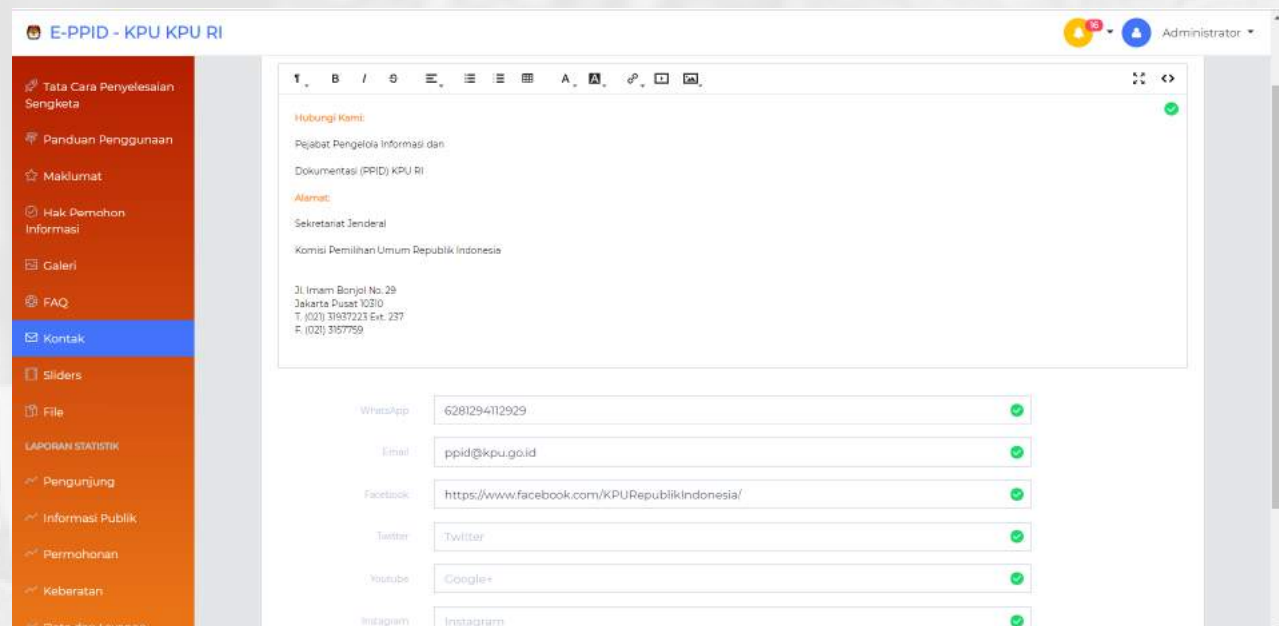 E-PPID - KPU KPU RI
16
Administrator
Tata Cara Penyelesaian
Sengketa
Panduan Penggunaan
Maklumat
Hak Pemohon
Informasi
Galeri
FAQ
Kontak
Sliders
File
LAPORAN STATISTIK
Pengunjung
Informasi Publik
Permohonan
Keberatan
Hubungi Kami:
Pejabat Pengelola Informasi dan
Dokumentasi (PPID) KPU RI
Alamat:
Sekretariat Jenderal
Komisi Pemilihan Umum Republik Indonesia
Jl. Imam Bonjol No. 29
Jakarta Pusat 10310
T. (021) 31937223 Ext. 237
F. (021) 3157759
WhatsApp 6281294112929
Email ppid@kpu.go.id
Facebook https://www.facebook.com/KPURepublikIndonesia/
Twitter Twitter
Youtube Google+
Instagram Instagram